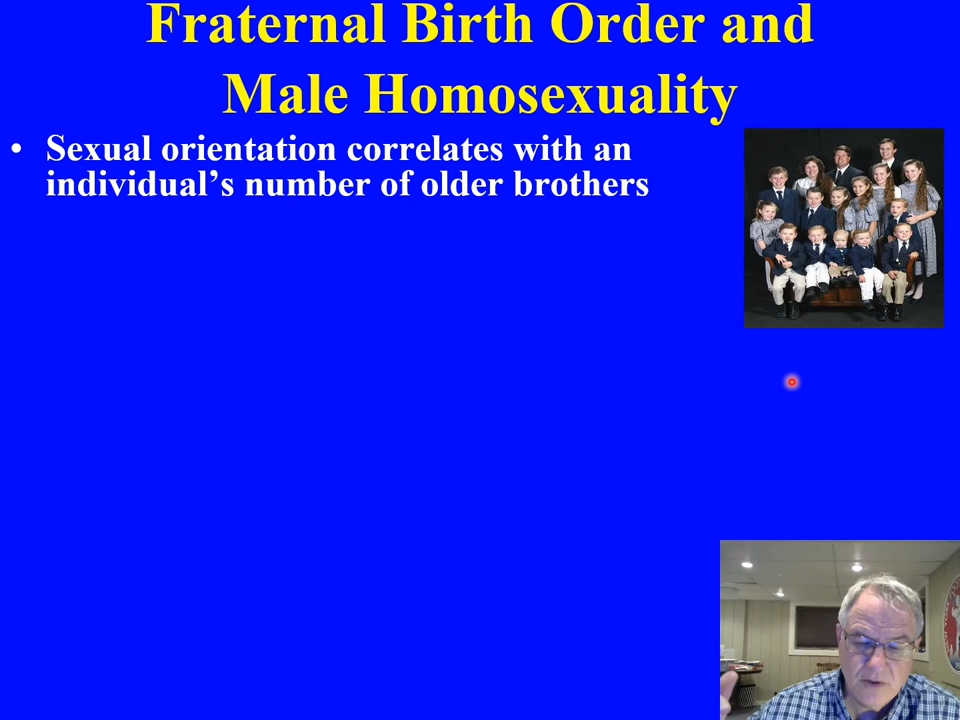 Fraternal Birth Order and
Male Homosexuality
• Sexual orientation correlates with an
individual’s number of older brothers